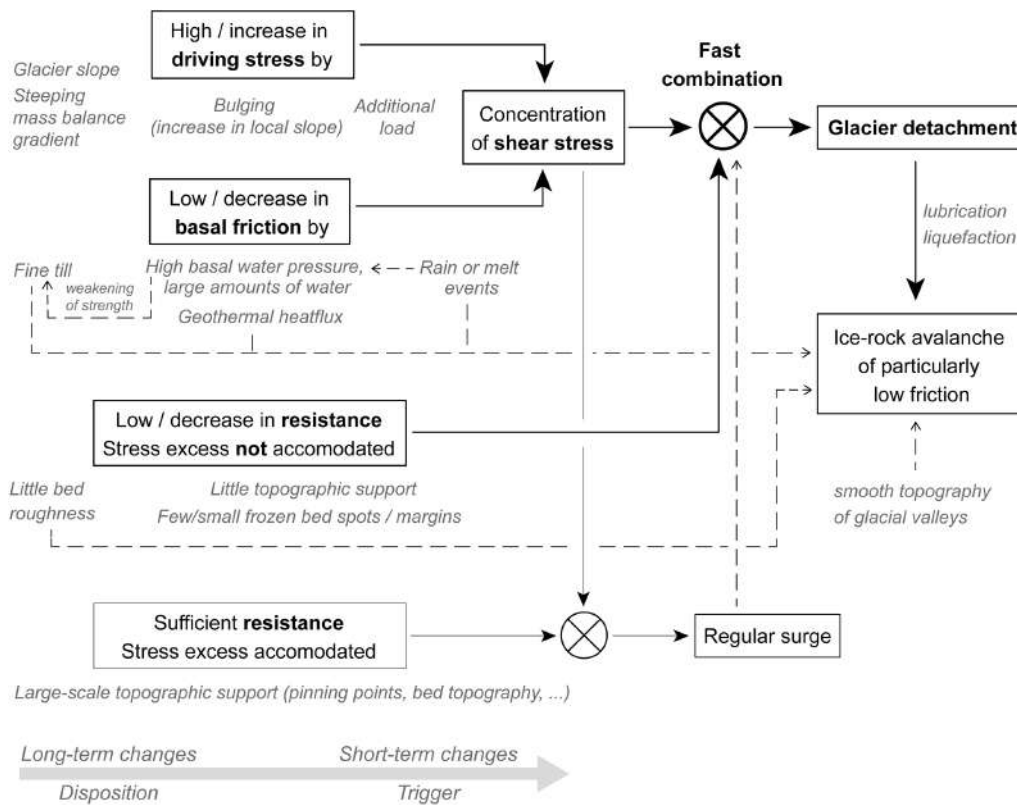 High / increase in
driving stress by
Glacier slope
Steeping
mass balance
gradient
Bulging
(increase in local slope)
Additional
load
Concentration
of shear stress
Fast
combination
Glacier detachment
Low / decrease in
basal friction by
lubrication
liquefaction
Fine till
weakening
of strength
High basal water pressure,
large amounts of water
Rain or melt
events
Geothermal heatflux
Ice-rock avalanche
of particularly
low friction
Low / decrease in resistance
Stress excess not accomodated
Little bed
roughness
Little topographic support
Few/small frozen bed spots / margins
smooth topography
of glacial valleys
Sufficient resistance
Stress excess accomodated
Regular surge
Large-scale topographic support (pinning points, bed topography, ...)
Long-term changes
Short-term changes
Disposition
Trigger